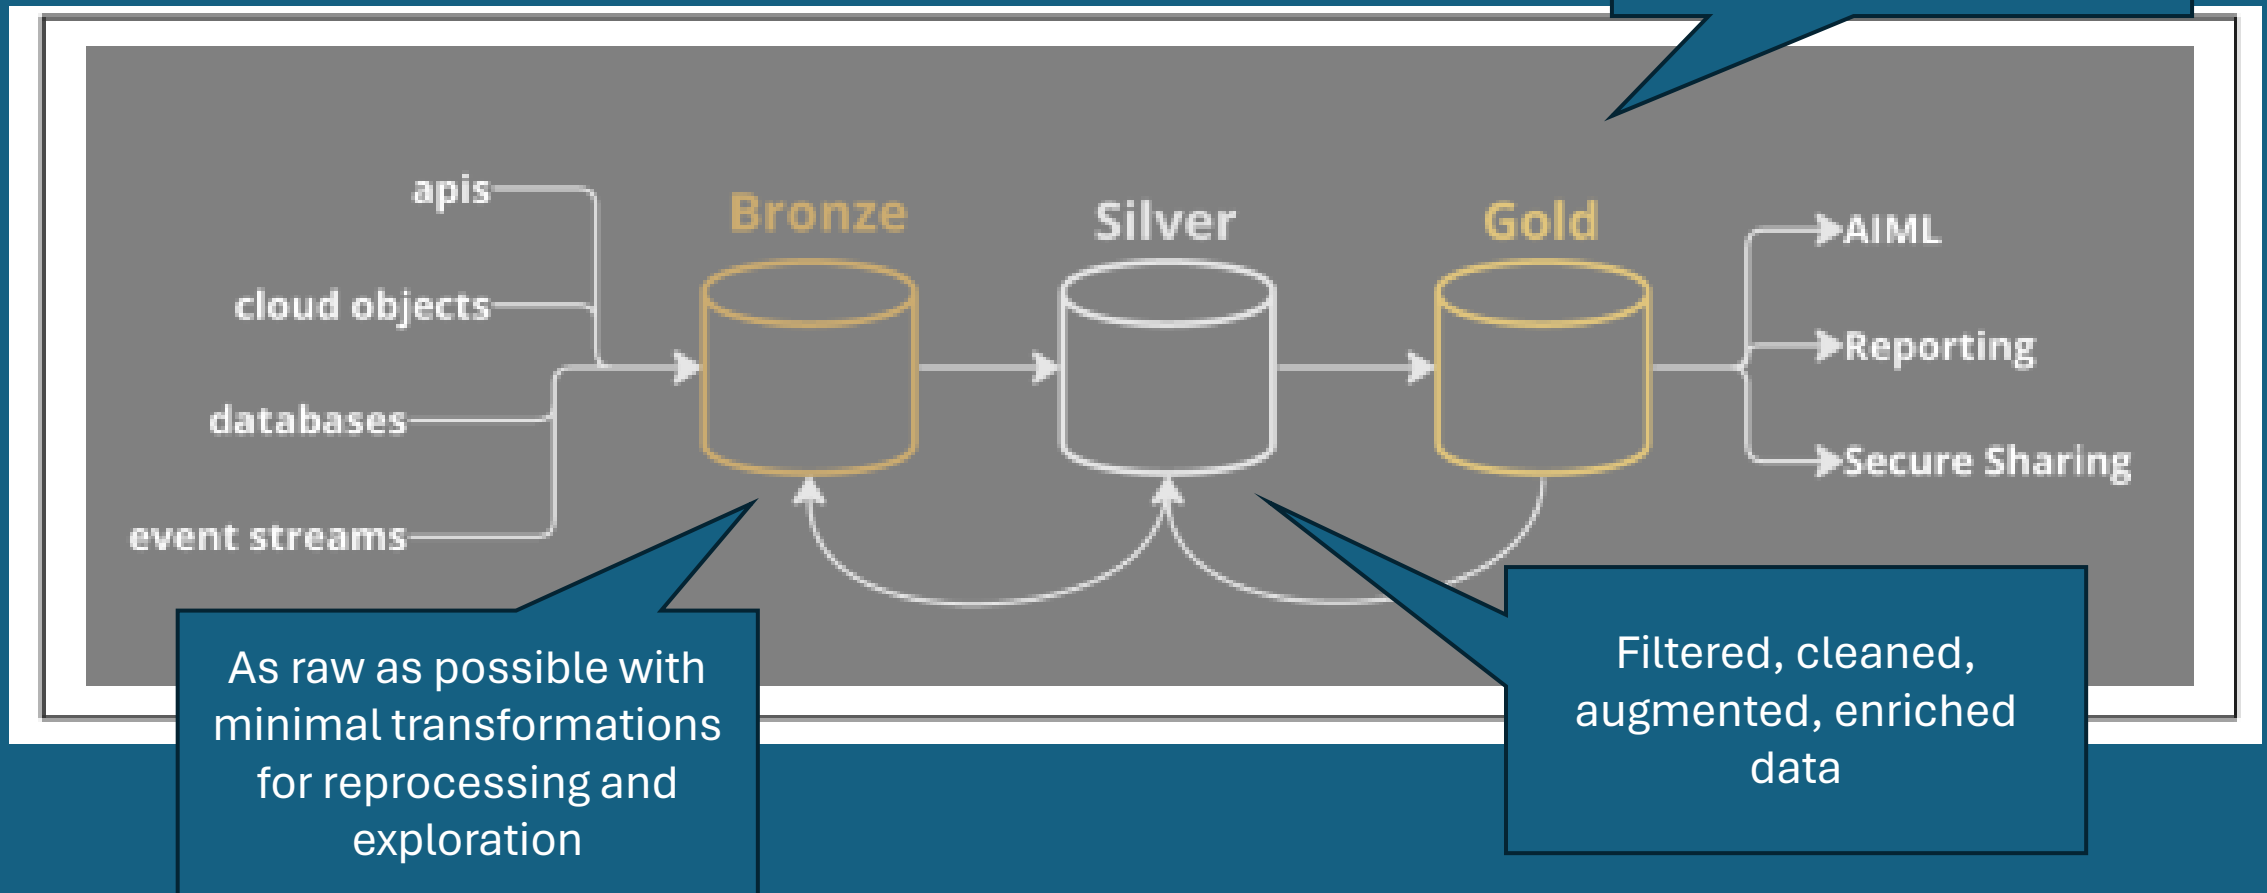 apis
cloud objects
databases
event streams
Bronze
Silver
Gold
AIML
Reporting
Secure Sharing
As raw as possible with
minimal transformations
for reprocessing and
exploration
Filtered, cleaned,
augmented, enriched
data